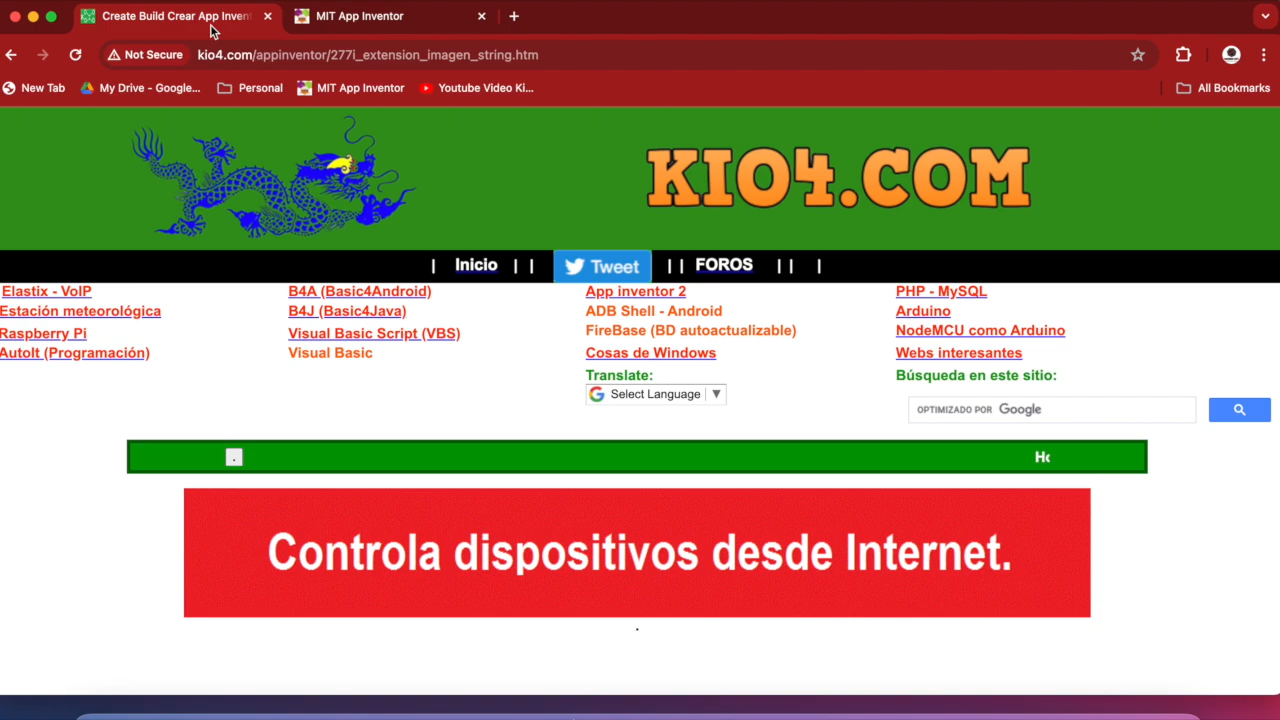 Create Build Crear App Inven
MIT App Inventor
Not Secure
kio4.com/appinventor/277i_extension_imagen_string.htm
New Tab
My Drive - Google...
Personal
MIT App Inventor
Youtube Video Ki...
All Bookmarks
KIO4.COM
| Inicio | | Tweet | | FOROS | | |
Elastix - VoIP
B4A (Basic4Android)
App inventor 2
PHP - MySQL
Estación meteorológica
B4J (Basic4Java)
ADB Shell - Android
Arduino
Raspberry Pi
Visual Basic Script (VBS)
FireBase (BD autoactualizable)
NodeMCU como Arduino
AutoIt (Programación)
Visual Basic
Cosas de Windows
Webs interesantes
Translate:
Búsqueda en este sitio:
Select Language ▼
OPTIMIZADO POR Google
.
Controla dispositivos desde Internet.
.